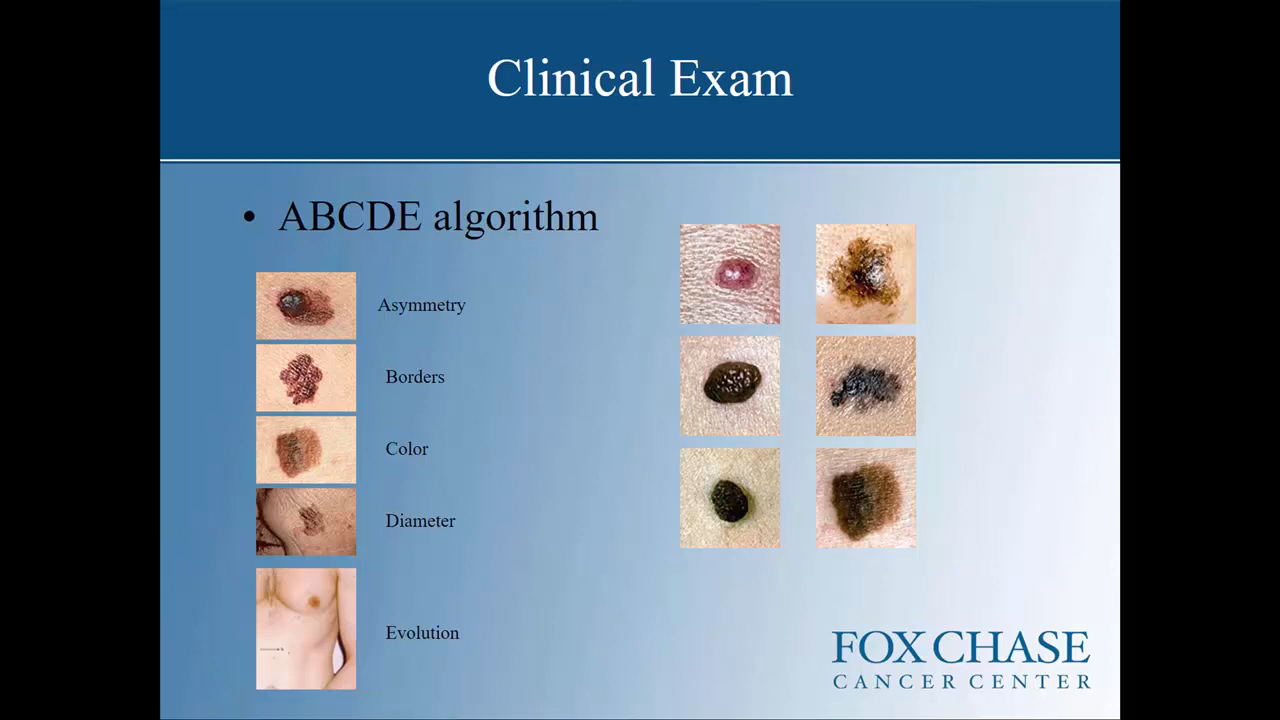 Clinical Exam
• ABCDE algorithm
Asymmetry
Borders
Color
Diameter
Evolution
FOX CHASE
CANCER CENTER